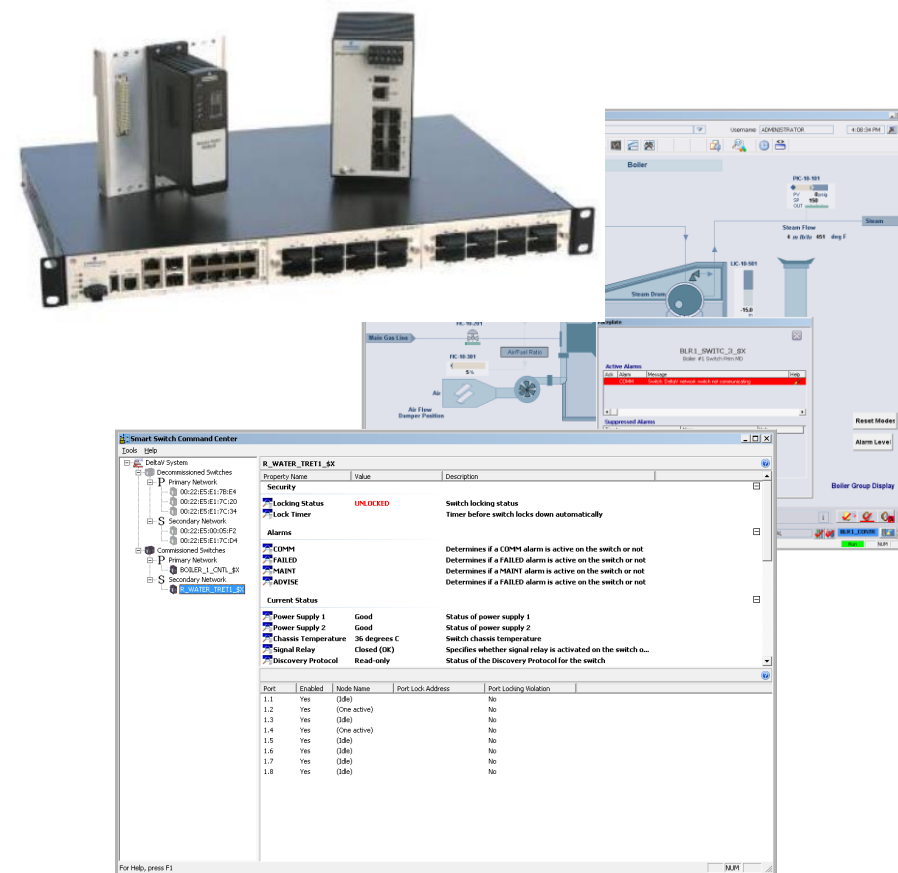 Username: ADMINISTRATOR 4:08:34 PM
Boiler
PIC-10-101
PV
SP 150
OUT
Steam
Steam Flow
deg F
LIC-10-501
Steam Drum
-15.0
FIC-10-201
Main Gas Line
Air/Fuel Ratio
FIC-10-301
5 %
Air
Air Flow
Damper Position
Faceplate
BLR1_SWITC_3_$X
Boiler #1 Switch Prim MD
Active Alarms
Ack Alarm Message Help
COMM Switch: DeltaV network switch not communicating
Suppressed Alarms
Reset Modes
Alarm Level
Boiler Group Display
NUM
Smart Switch Command Center
Tools Help
DeltaV System
Decommissioned Switches
P Primary Network
00:22:E5:E1:7B:E4
00:22:E5:E1:7C:20
00:22:E5:E1:7C:34
S Secondary Network
00:22:E5:00:05:F2
00:22:E5:E1:7C:D4
Commissioned Switches
P Primary Network
BOILER_1_CNTL_$X
S Secondary Network
R_WATER_TRET1_$X
R_WATER_TRET1_$X
Property Name Value Description
Security
Locking Status UNLOCKED Switch locking status
Lock Timer Timer before switch locks down automatically
Alarms
COMM Determines if a COMM alarm is active on the switch or not
FAILED Determines if a FAILED alarm is active on the switch or not
MAINT Determines if a MAINT alarm is active on the switch or not
ADVISE Determines if a FAILED alarm is active on the switch or not
Current Status
Power Supply 1 Good Status of power supply 1
Power Supply 2 Good Status of power supply 2
Chassis Temperature 36 degrees C Switch chassis temperature
Signal Relay Closed (OK) Specifies whether signal relay is activated on the switch o...
Discovery Protocol Read-only Status of the Discovery Protocol for the switch
Port Enabled Node Name Port Lock Address Port Locking Violation
1.1 Yes (Idle) No
1.2 Yes (One active) No
1.3 Yes (Idle) No
1.4 Yes (One active) No
1.5 Yes (Idle) No
1.6 Yes (Idle) No
1.7 Yes (Idle) No
1.8 Yes (Idle) No
For Help, press F1 NUM